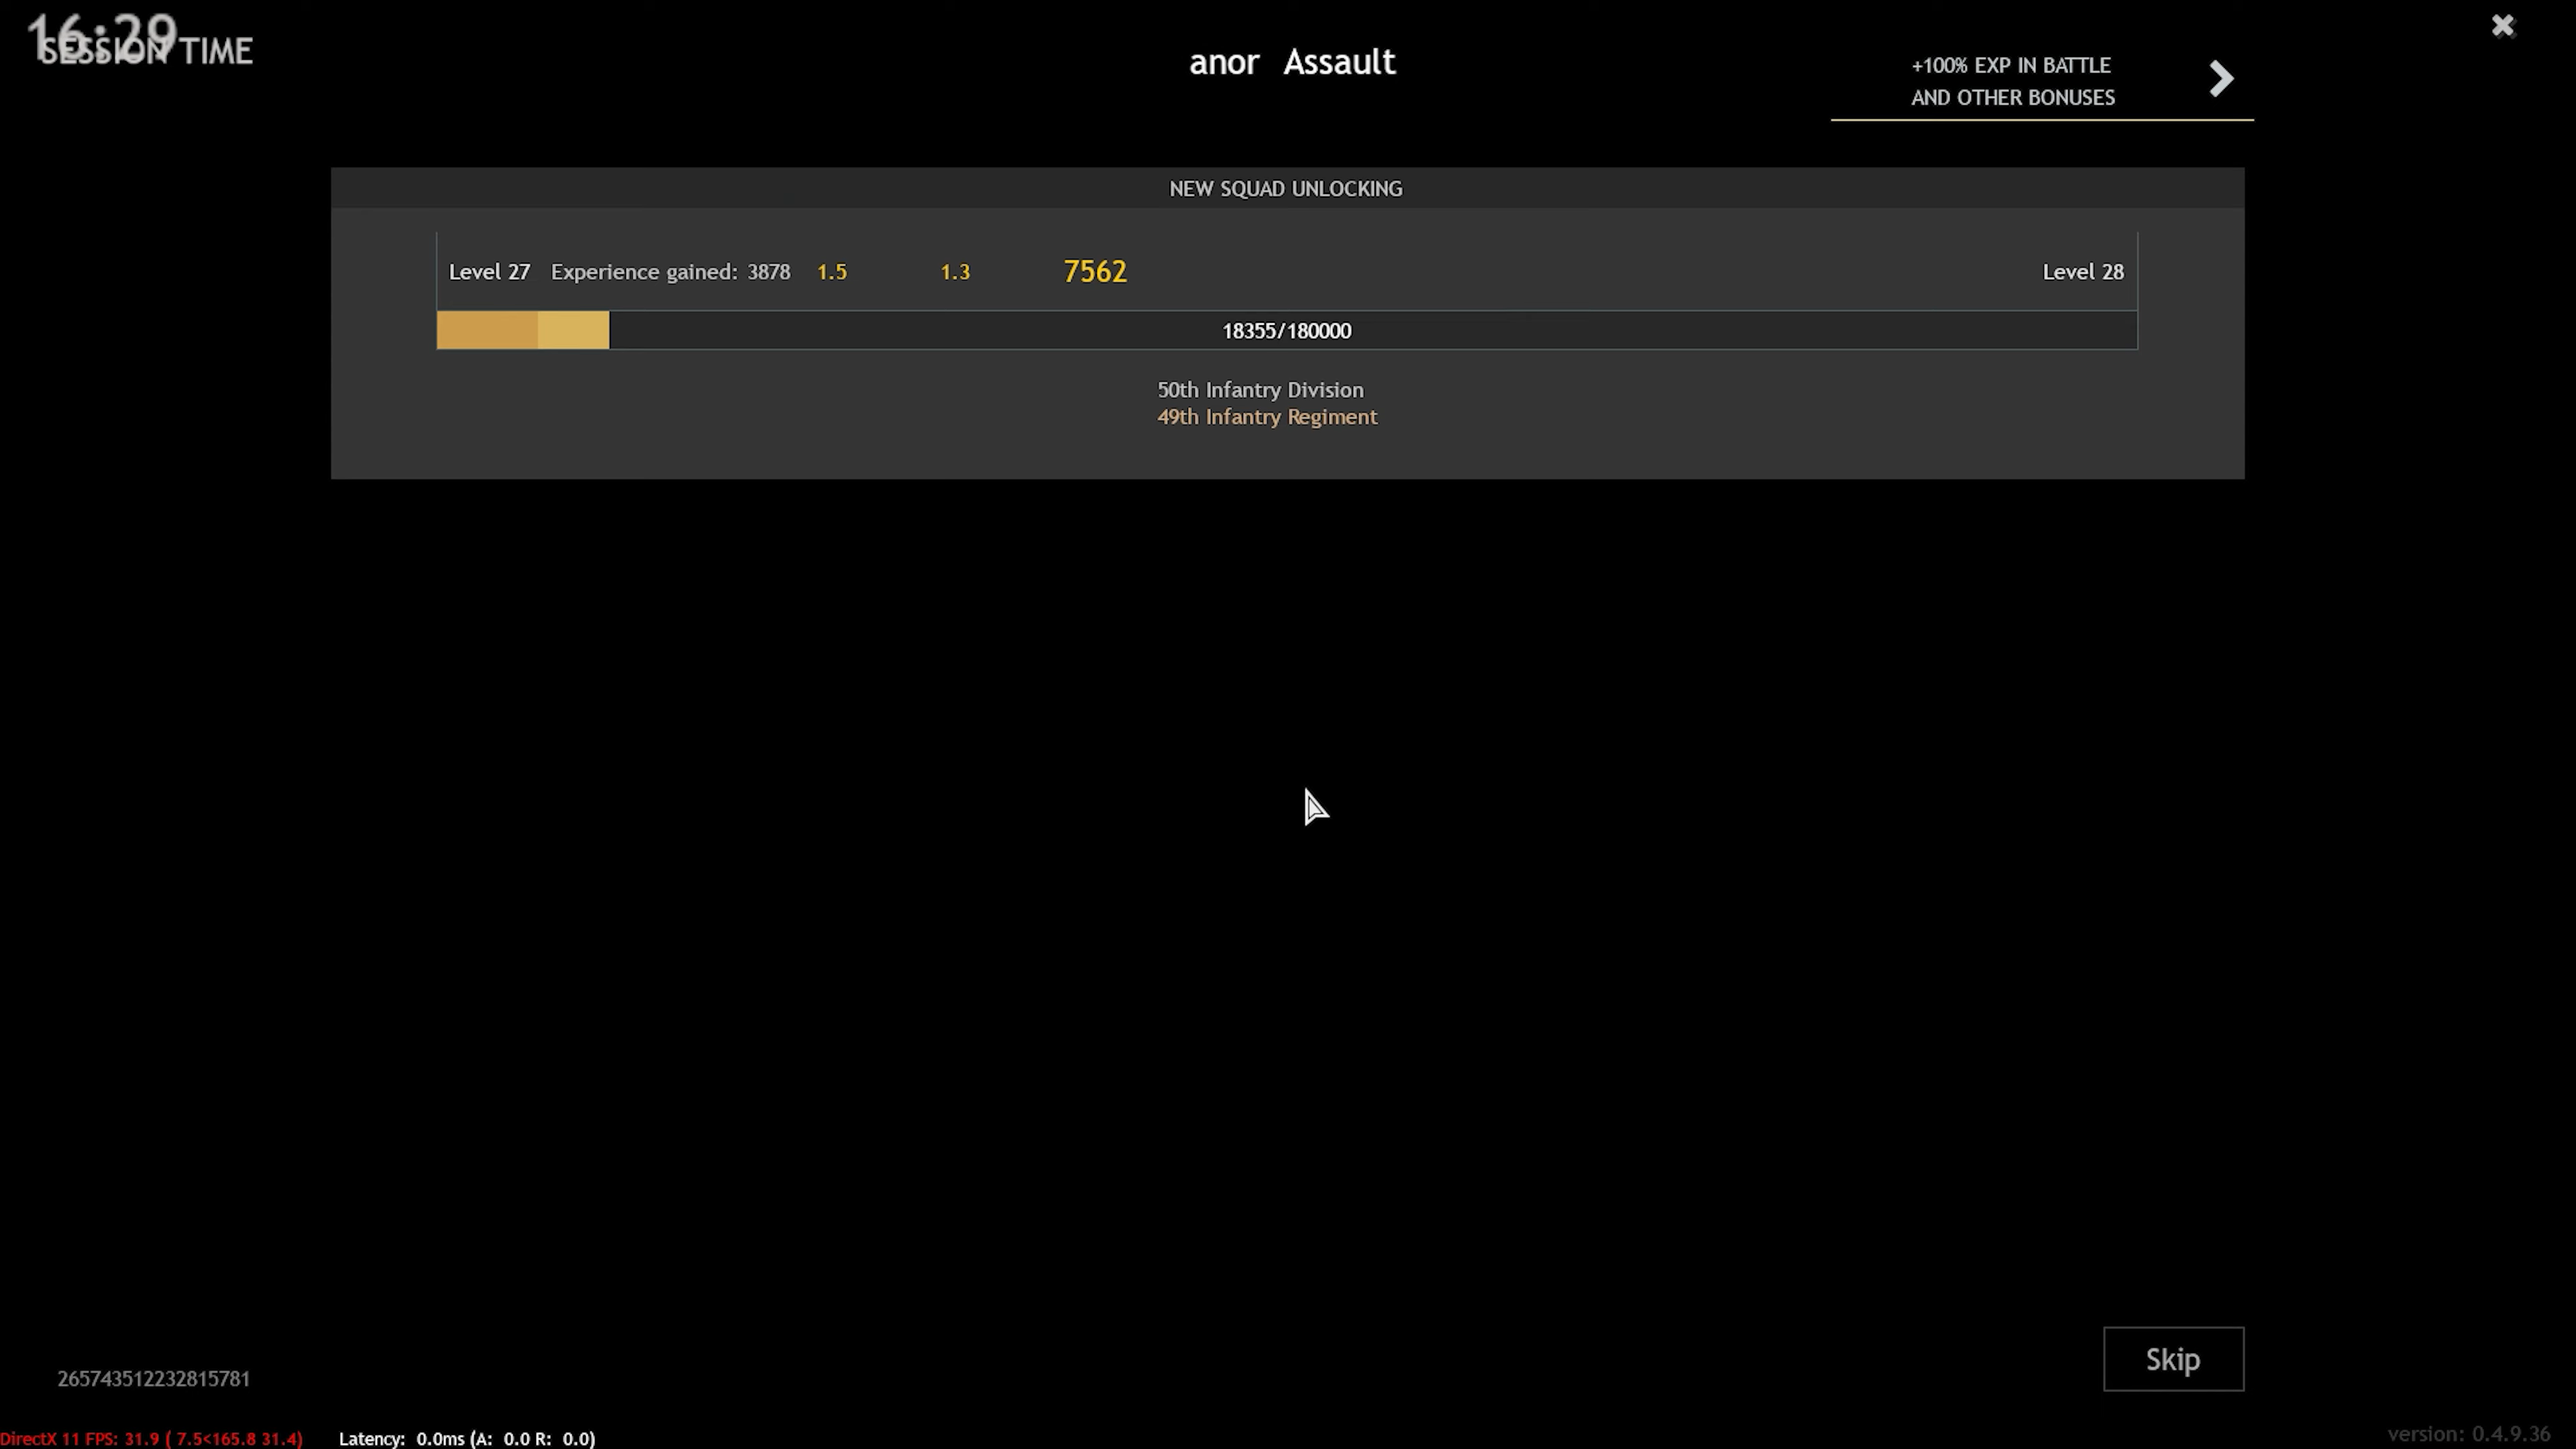 16:29
SESSION TIME
anor Assault
+100% EXP IN BATTLE
AND OTHER BONUSES
NEW SQUAD UNLOCKING
Level 27 Experience gained: 3878 1.5 1.3 7562 Level 28
18355/180000
50th Infantry Division
49th Infantry Regiment
Skip
265743512232815781
DirectX 11 FPS: 31.9 ( 7.5<165.8 31.4) Latency: 0.0ms (A: 0.0 R: 0.0)
version: 0.4.9.36